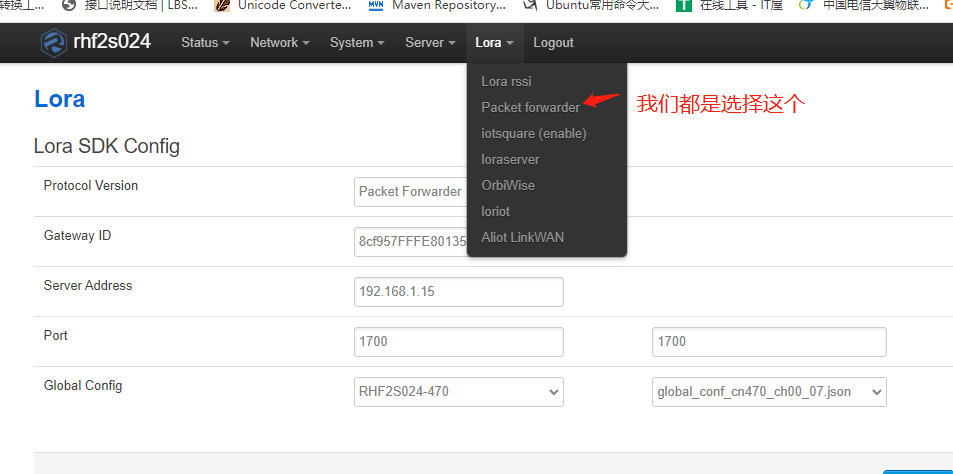 转换工...
接口说明文档 | LBS...
Unicode Converte...
Maven Repository...
Ubuntu常用命令大...
在线工具 - IT屋
中国电信天翼物联...
rhf2s024
Status
Network
System
Server
Lora
Logout
Lora rssi
Packet forwarder
我们都是选择这个
iotsquare (enable)
loraserver
OrbiWise
loriot
Aliot LinkWAN
Lora
Lora SDK Config
Protocol Version
Packet Forwarder
Gateway ID
8cf957FFFE80135
Server Address
192.168.1.15
Port
1700
1700
Global Config
RHF2S024-470
global_conf_cn470_ch00_07.json